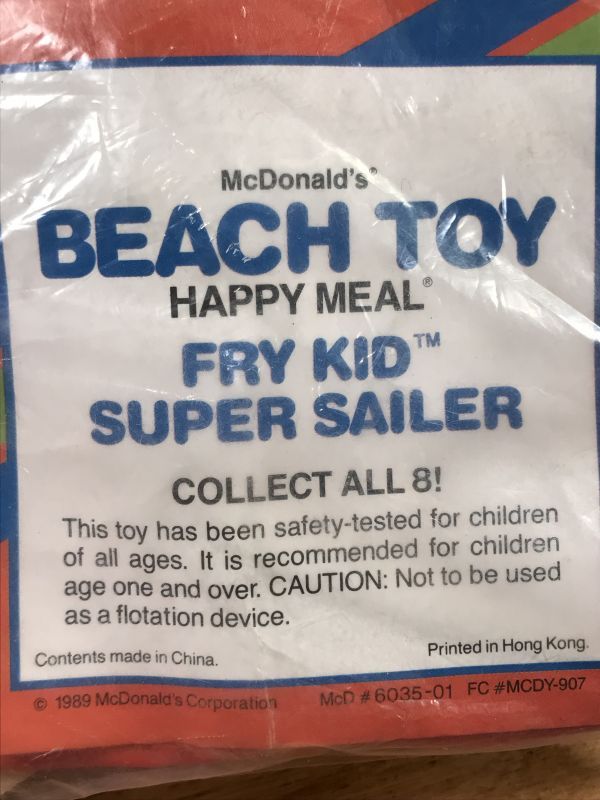 McDonald's®
BEACH TOY
HAPPY MEAL®
FRY KID™
SUPER SAILER
COLLECT ALL 8!
This toy has been safety-tested for children
of all ages. It is recommended for children
age one and over. CAUTION: Not to be used
as a flotation device.
Contents made in China.
Printed in Hong Kong.
© 1989 McDonald's Corporation
McD # 6035-01 FC #MCDY-907